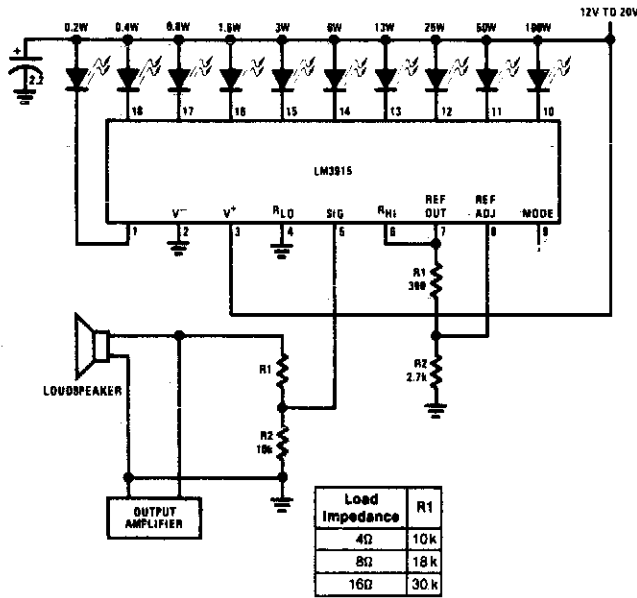 12V TO 20V
0.2W 0.4W 0.8W 1.5W 3W 6W 13W 25W 50W 100W
+
2.2
18 17 16 15 14 13 12 11 10
LM3915
V⁻ V⁺ RLO SIG RHI REF OUT REF ADJ MODE
1 2 3 4 5 6 7 8 9
R1
390
R2
2.7k
LOUDSPEAKER
R1
R2
10k
OUTPUT
AMPLIFIER
Load Impedance R1
4Ω 10k
8Ω 18k
16Ω 30k